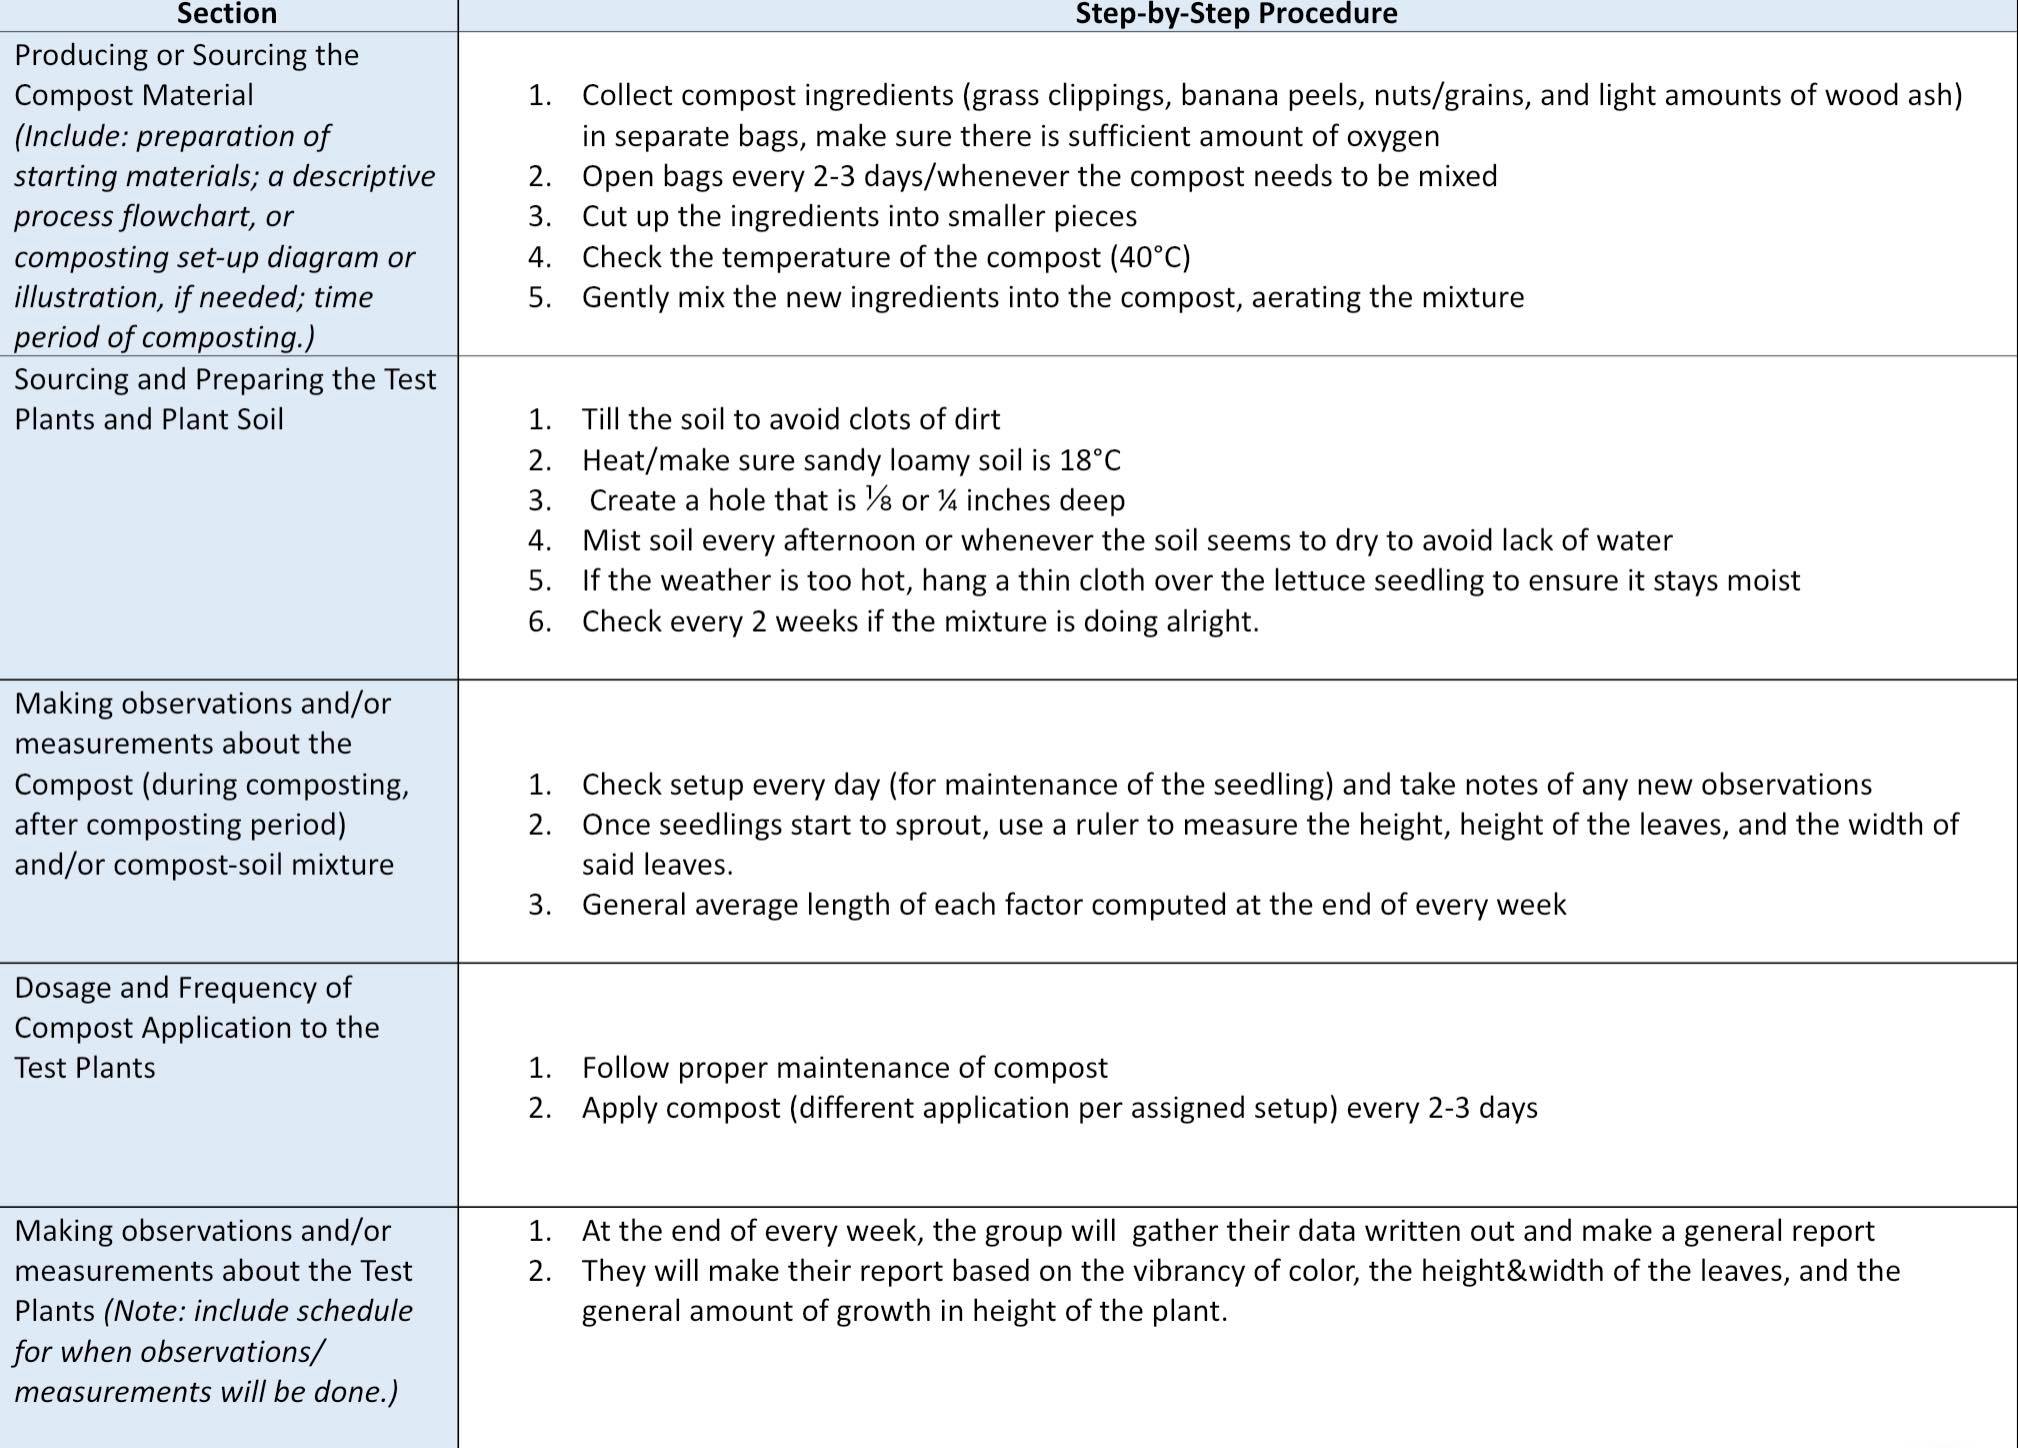 Section
Step-by-Step Procedure
Producing or Sourcing the
Compost Material
(Include: preparation of
starting materials; a descriptive
process flowchart, or
composting set-up diagram or
illustration, if needed; time
period of composting.)
1. Collect compost ingredients (grass clippings, banana peels, nuts/grains, and light amounts of wood ash)
in separate bags, make sure there is sufficient amount of oxygen
2. Open bags every 2-3 days/whenever the compost needs to be mixed
3. Cut up the ingredients into smaller pieces
4. Check the temperature of the compost (40°C)
5. Gently mix the new ingredients into the compost, aerating the mixture
Sourcing and Preparing the Test
Plants and Plant Soil
1. Till the soil to avoid clots of dirt
2. Heat/make sure sandy loamy soil is 18°C
3. Create a hole that is ⅛ or ¼ inches deep
4. Mist soil every afternoon or whenever the soil seems to dry to avoid lack of water
5. If the weather is too hot, hang a thin cloth over the lettuce seedling to ensure it stays moist
6. Check every 2 weeks if the mixture is doing alright.
Making observations and/or
measurements about the
Compost (during composting,
after composting period)
and/or compost-soil mixture
1. Check setup every day (for maintenance of the seedling) and take notes of any new observations
2. Once seedlings start to sprout, use a ruler to measure the height, height of the leaves, and the width of
said leaves.
3. General average length of each factor computed at the end of every week
Dosage and Frequency of
Compost Application to the
Test Plants
1. Follow proper maintenance of compost
2. Apply compost (different application per assigned setup) every 2-3 days
Making observations and/or
measurements about the Test
Plants (Note: include schedule
for when observations/
measurements will be done.)
1. At the end of every week, the group will gather their data written out and make a general report
2. They will make their report based on the vibrancy of color, the height&width of the leaves, and the
general amount of growth in height of the plant.